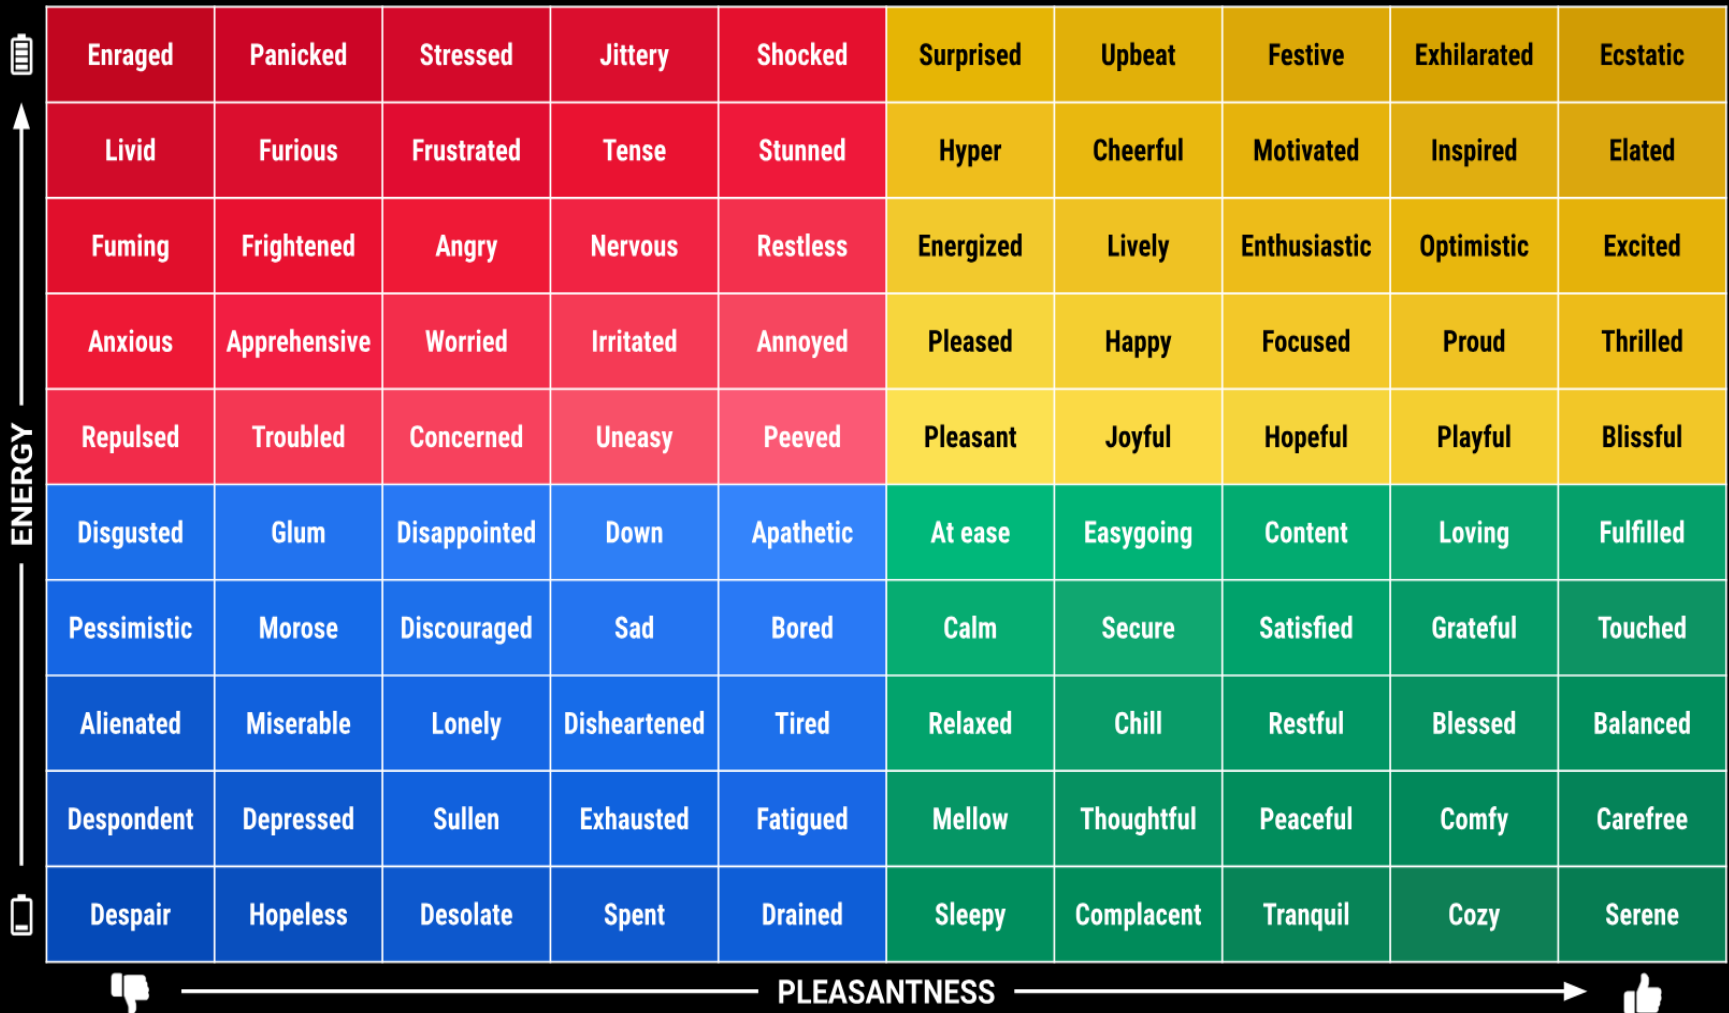 Enraged Panicked Stressed Jittery Shocked Surprised Upbeat Festive Exhilarated Ecstatic
Livid Furious Frustrated Tense Stunned Hyper Cheerful Motivated Inspired Elated
Fuming Frightened Angry Nervous Restless Energized Lively Enthusiastic Optimistic Excited
Anxious Apprehensive Worried Irritated Annoyed Pleased Happy Focused Proud Thrilled
Repulsed Troubled Concerned Uneasy Peeved Pleasant Joyful Hopeful Playful Blissful
Disgusted Glum Disappointed Down Apathetic At ease Easygoing Content Loving Fulfilled
Pessimistic Morose Discouraged Sad Bored Calm Secure Satisfied Grateful Touched
Alienated Miserable Lonely Disheartened Tired Relaxed Chill Restful Blessed Balanced
Despondent Depressed Sullen Exhausted Fatigued Mellow Thoughtful Peaceful Comfy Carefree
Despair Hopeless Desolate Spent Drained Sleepy Complacent Tranquil Cozy Serene
ENERGY
PLEASANTNESS